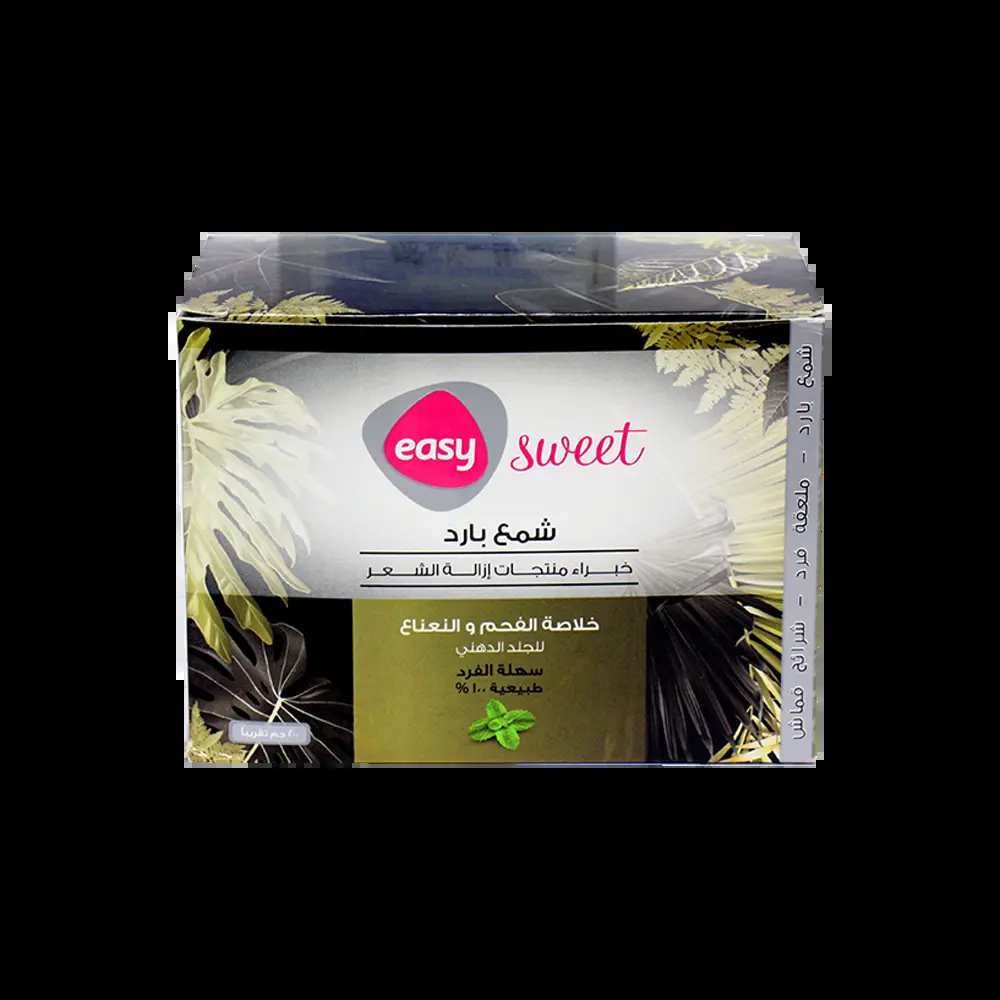 easy sweet
شمع بارد
خبراء منتجات إزالة الشعر
خلاصة الفحم و النعناع
للجلد الدهني
سهلة الفرد
طبيعية ١٠٠ %
٢٠٠ جم تقريبا
شمع بارد - ملعقة فرد - شرائح قماش